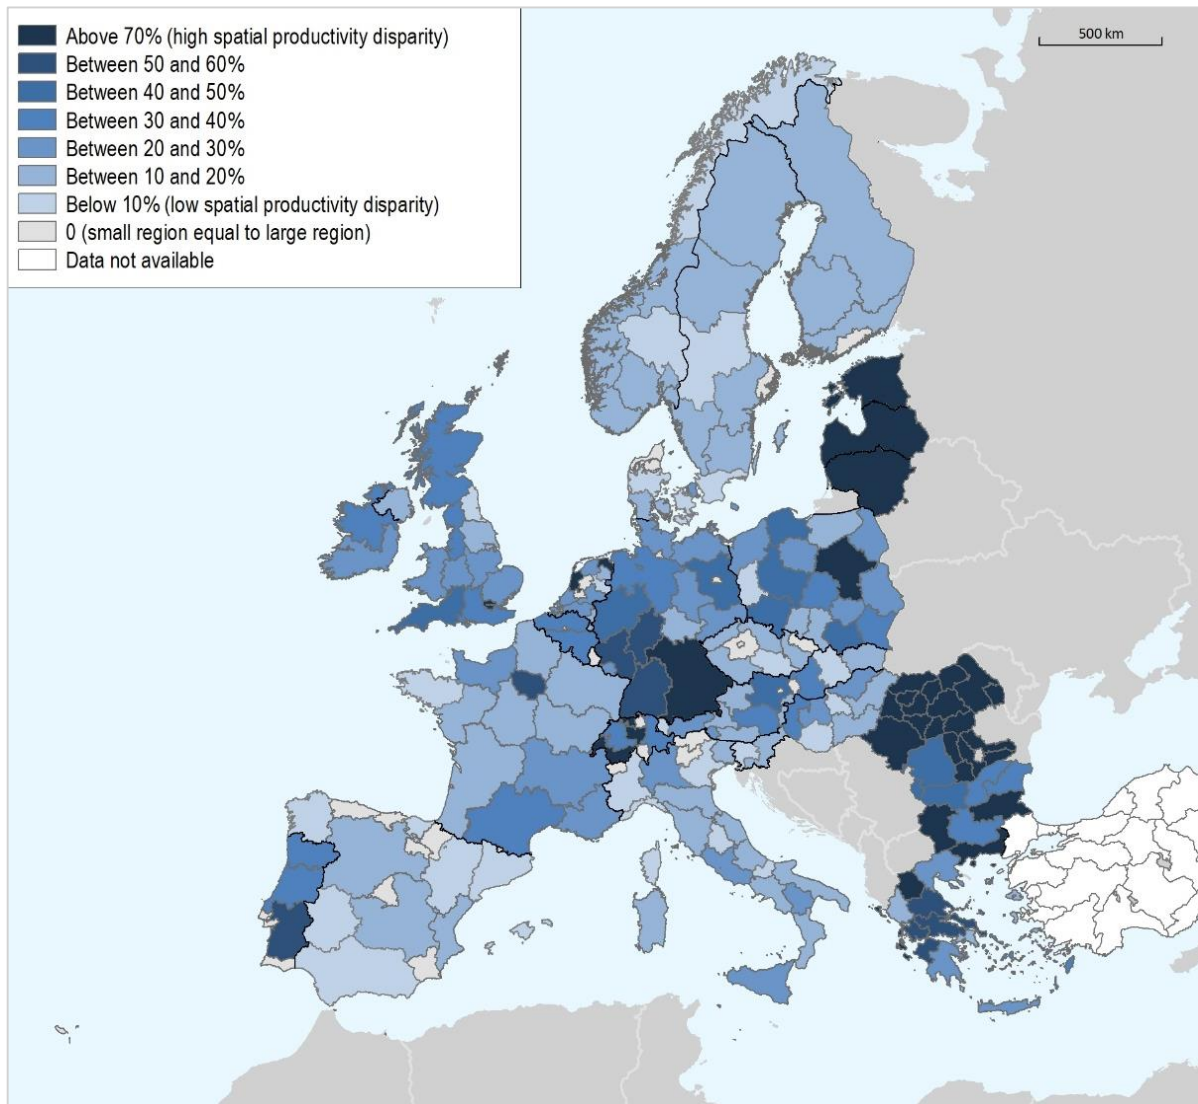 Above 70% (high spatial productivity disparity)
Between 50 and 60%
Between 40 and 50%
Between 30 and 40%
Between 20 and 30%
Between 10 and 20%
Below 10% (low spatial productivity disparity)
0 (small region equal to large region)
Data not available
500 km